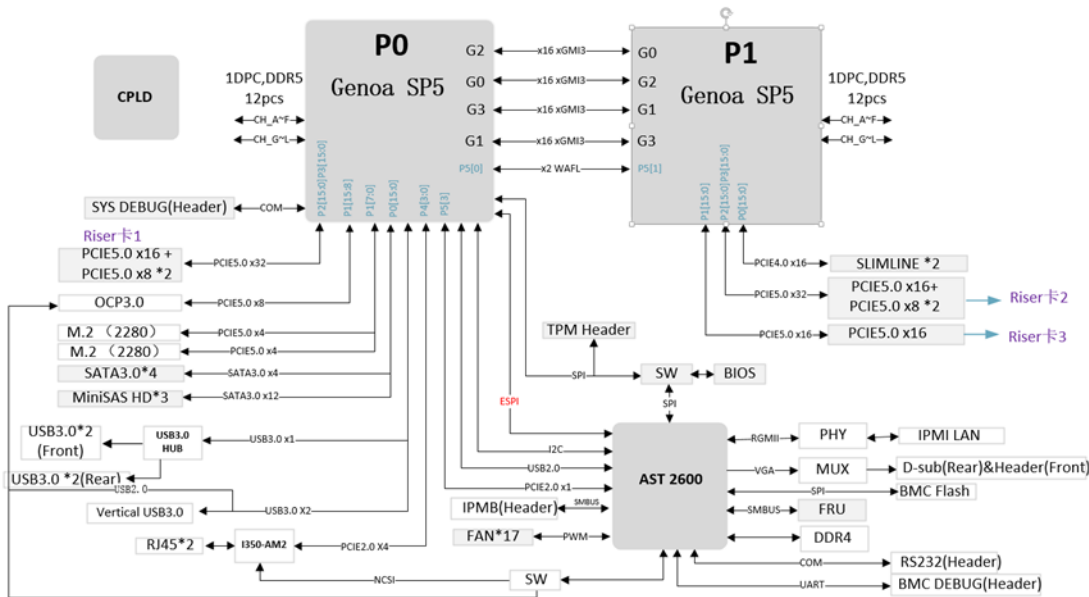 P0
Genoa SP5
G2
G0
G3
G1
P5[0]
x16 xGMI3
x16 xGMI3
x16 xGMI3
x16 xGMI3
x2 WAFL
P1
Genoa SP5
G0
G2
G1
G3
P5[1]
CPLD
1DPC,DDR5
12pcs
CH_A~F
CH_G~L
1DPC,DDR5
12pcs
CH_A~F
CH_G~L
P2[15:0]P3[15:0]
P1[15:8]
P1[7:0]
P0[15:0]
P4[3:0]
P5[3]
P1[15:0]
P2[15:0]P3[15:0]
P0[15:0]
SYS DEBUG(Header)
COM
Riser卡1
PCIE5.0 x16 +
PCIE5.0 x8 *2
PCIE5.0 x32
OCP3.0
PCIE5.0 x8
M.2 （2280）
PCIE5.0 x4
M.2 （2280）
PCIE5.0 x4
SATA3.0*4
SATA3.0 x4
MiniSAS HD*3
SATA3.0 x12
USB3.0*2
(Front)
USB3.0
HUB
USB3.0 x1
USB3.0 *2(Rear)
USB2. 0
Vertical USB3.0
USB3.0 X2
RJ45*2
I350-AM2
PCIE2.0 X4
NCSI
SW
PCIE4.0 x16
SLIMLINE *2
PCIE5.0 x32
PCIE5.0 x16+
PCIE5.0 x8 *2
Riser卡2
PCIE5.0 x16
PCIE5.0 x16
Riser卡3
TPM Header
SPI
SW
BIOS
SPI
ESPI
I2C
USB2.0
PCIE2.0 x1
AST 2600
IPMB(Header)
SMBUS
FAN*17
PWM
RGMII
PHY
IPMI LAN
VGA
MUX
D-sub(Rear)&Header(Front)
SPI
BMC Flash
SMBUS
FRU
DDR4
COM
RS232(Header)
UART
BMC DEBUG(Header)